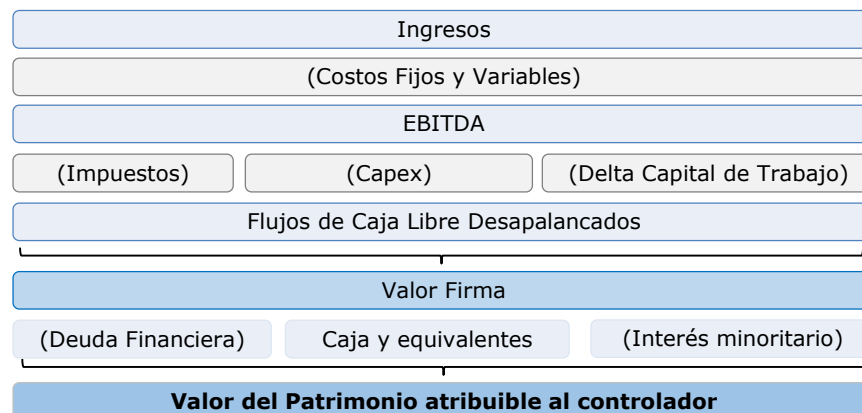 Ingresos
(Costos Fijos y Variables)
EBITDA
(Impuestos) (Capex) (Delta Capital de Trabajo)
Flujos de Caja Libre Desapalancados
Valor Firma
(Deuda Financiera) Caja y equivalentes (Interés minoritario)
Valor del Patrimonio atribuible al controlador